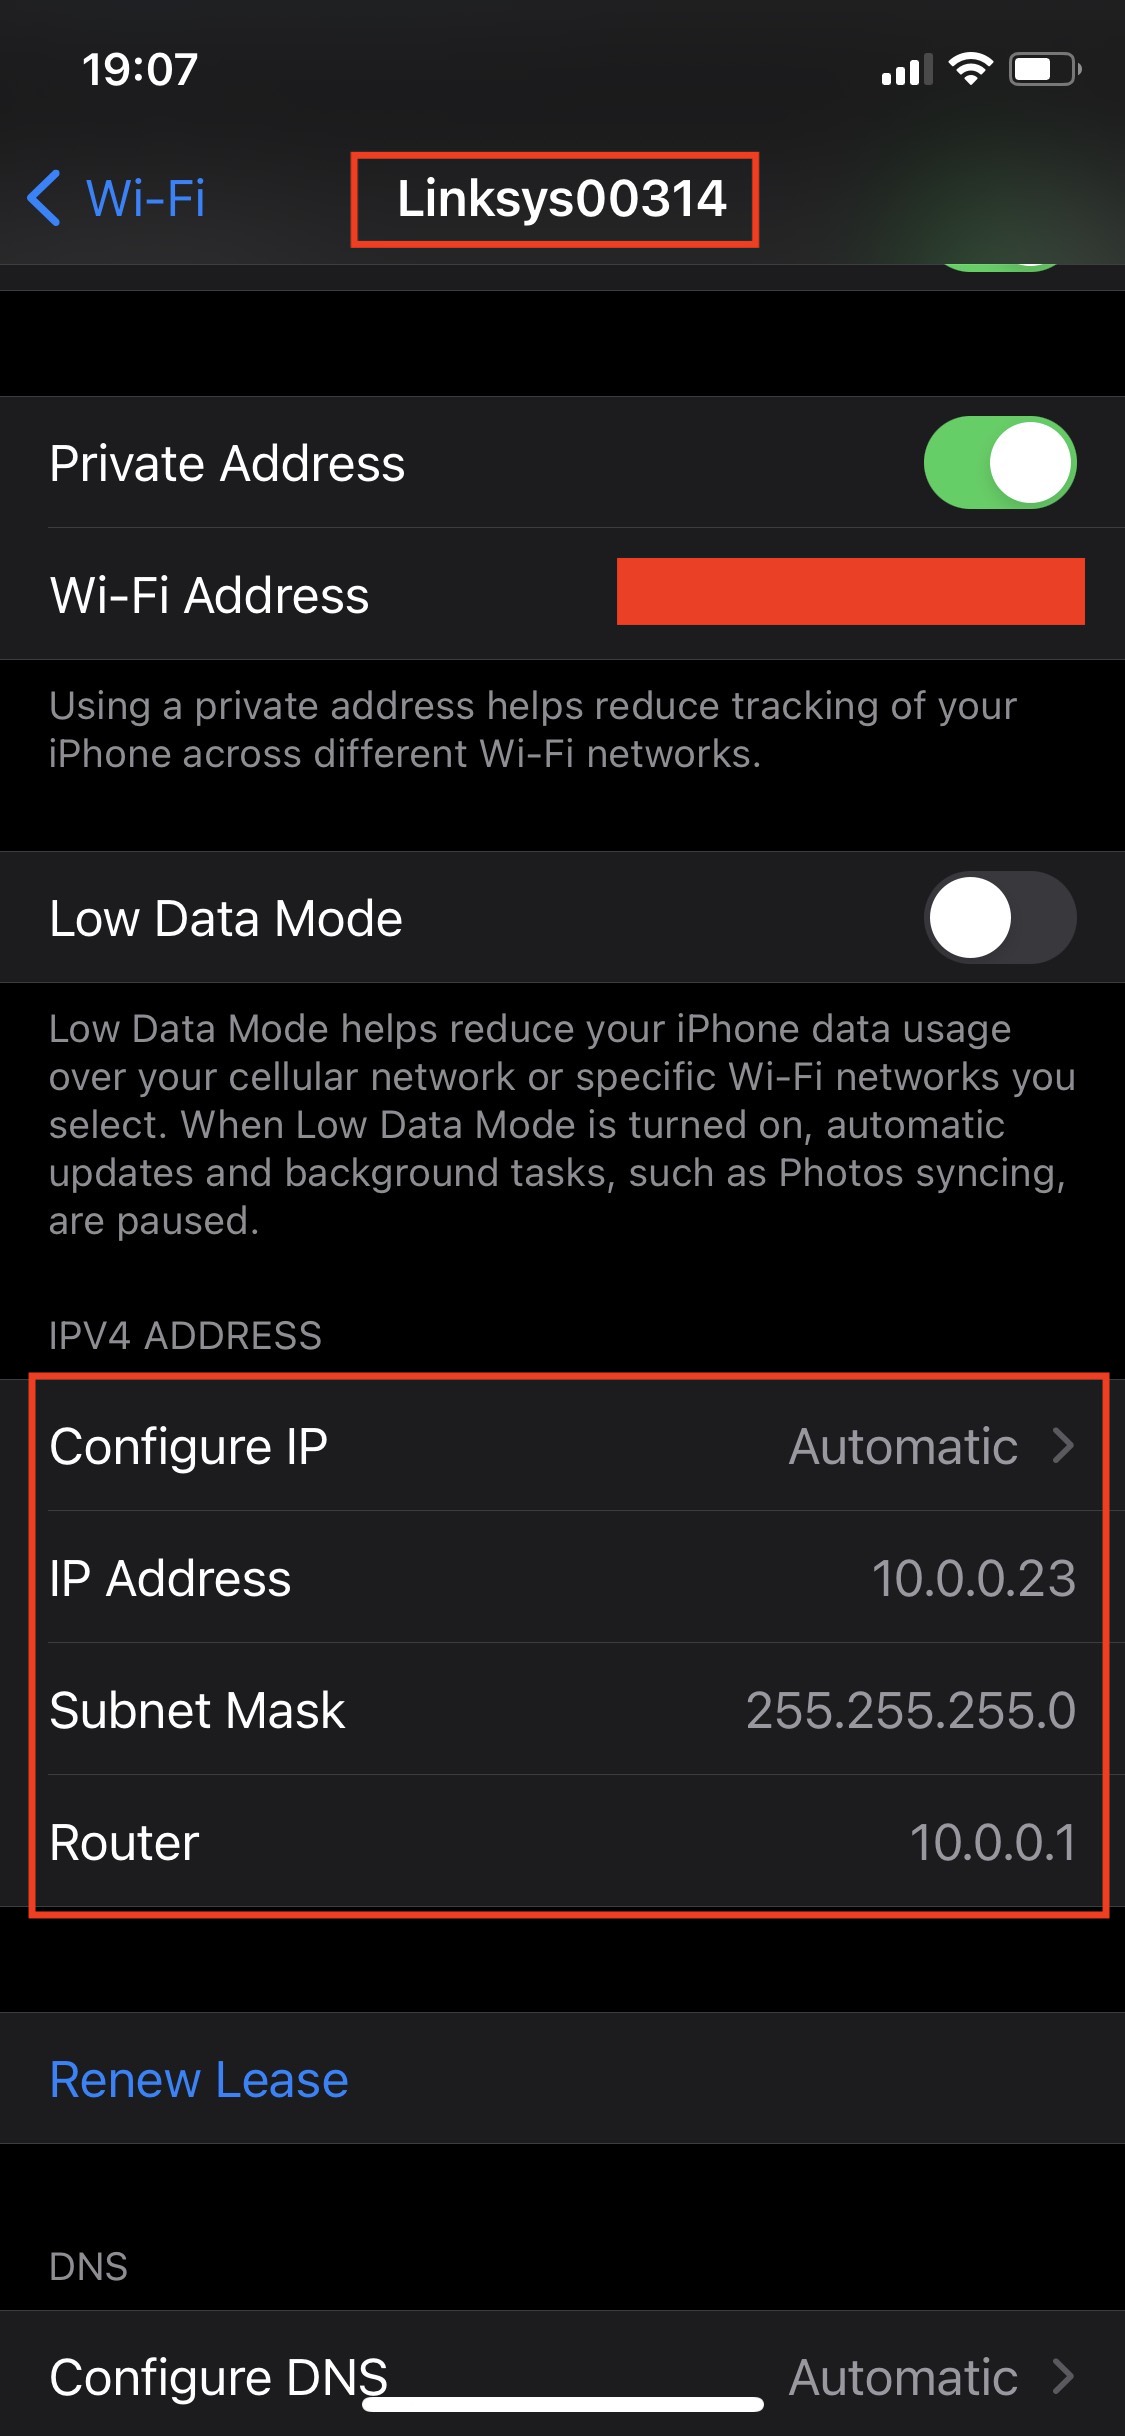 19:07
Wi-Fi
Linksys00314
Private Address
Wi-Fi Address
Using a private address helps reduce tracking of your
iPhone across different Wi-Fi networks.
Low Data Mode
Low Data Mode helps reduce your iPhone data usage
over your cellular network or specific Wi-Fi networks you
select. When Low Data Mode is turned on, automatic
updates and background tasks, such as Photos syncing,
are paused.
IPV4 ADDRESS
Configure IP Automatic
IP Address 10.0.0.23
Subnet Mask 255.255.255.0
Router 10.0.0.1
Renew Lease
DNS
Configure DNS Automatic